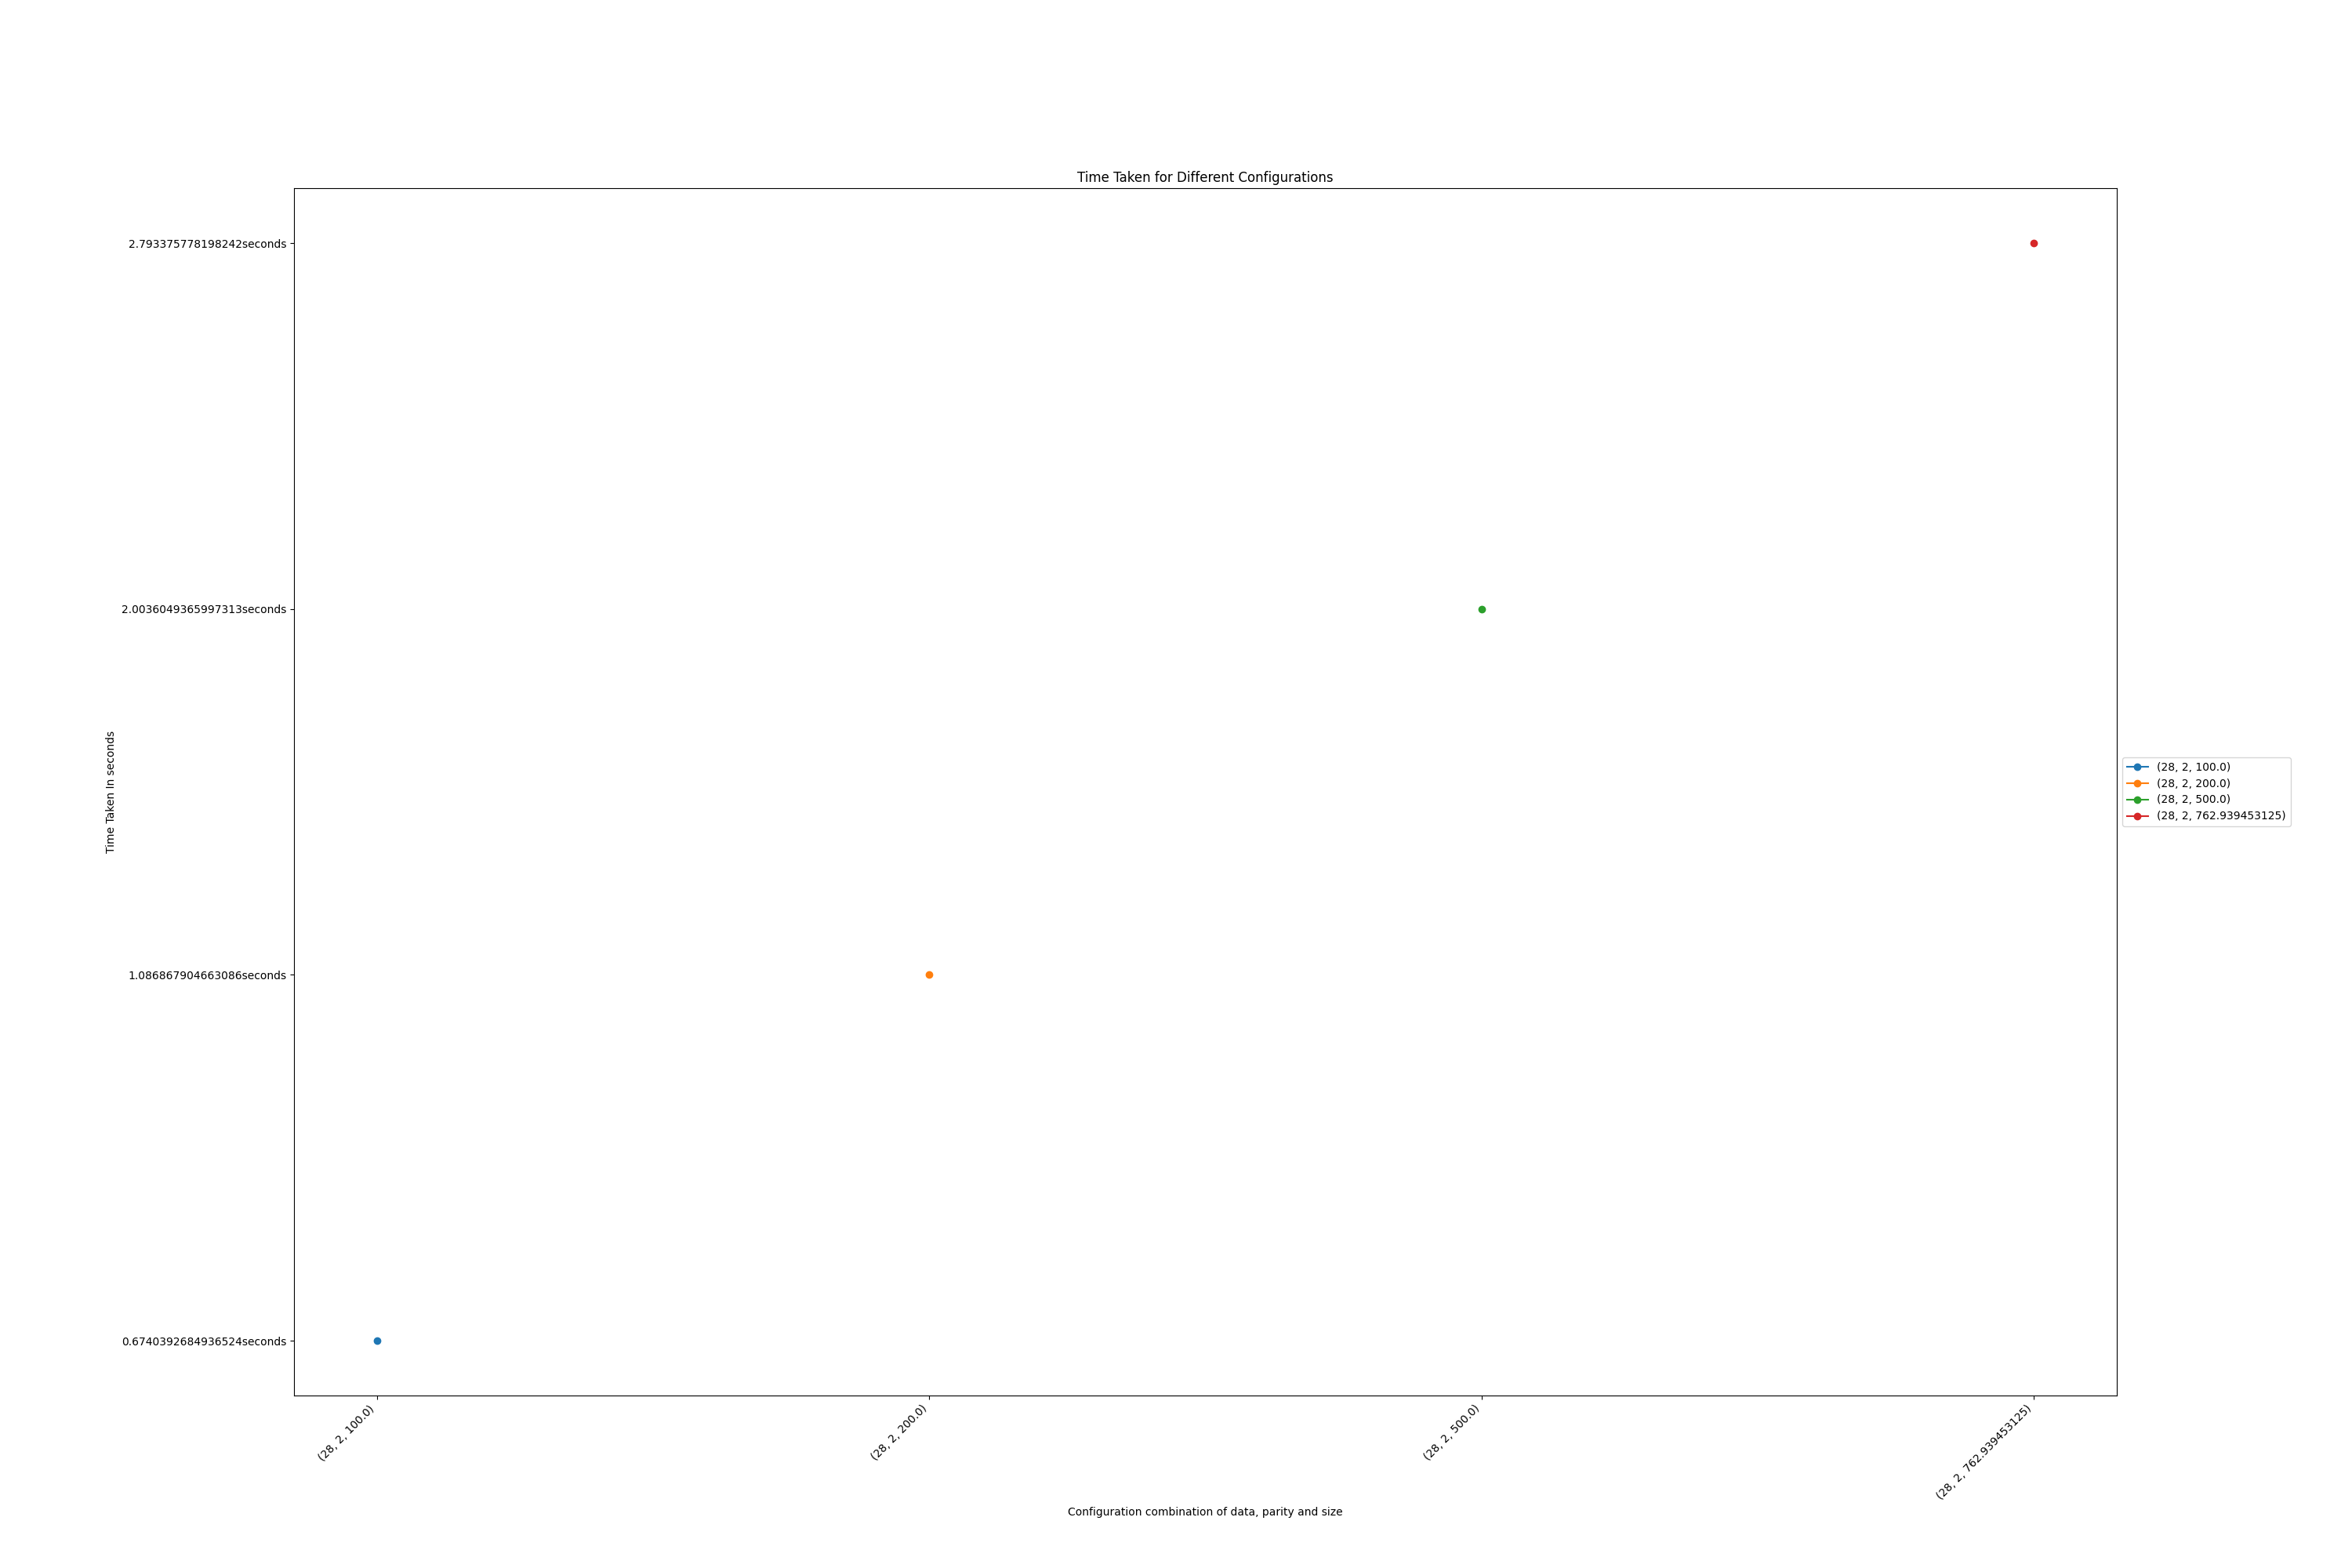 Time Taken for Different Configurations
2.793375778198242seconds
2.0036049365997313seconds
1.086867904663086seconds
0.6740392684936524seconds
Time Taken In seconds
(28, 2, 100.0)
(28, 2, 200.0)
(28, 2, 500.0)
(28, 2, 762.939453125)
Configuration combination of data, parity and size
(28, 2, 100.0)
(28, 2, 200.0)
(28, 2, 500.0)
(28, 2, 762.939453125)